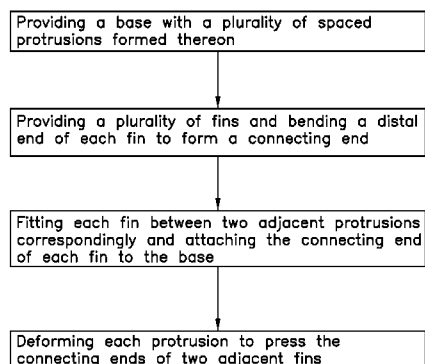 Providing a base with a plurality of spaced
protrusions formed thereon
Providing a plurality of fins and bending a distal
end of each fin to form a connecting end
Fitting each fin between two adjacent protrusions
correspondingly and attaching the connecting end
of each fin to the base
Deforming each protrusion to press the
connecting ends of two adjacent fins